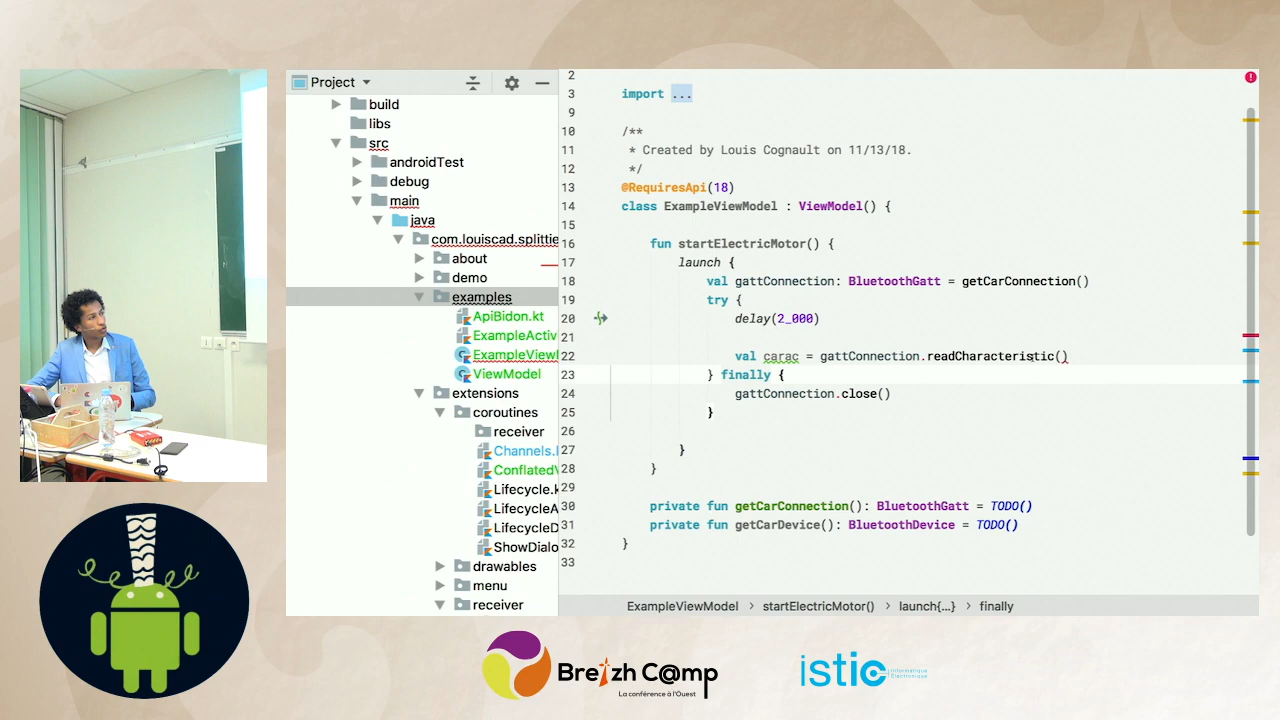 Project
build
libs
src
androidTest
debug
main
java
com.louiscad.splittie
about
demo
examples
ApiBidon.kt
ExampleActiv
ExampleViewM
ViewModel
extensions
coroutines
receiver
Channels.
Conflated
Lifecycle.k
LifecycleA
LifecycleD
ShowDialo
drawables
menu
receiver
2
3 import ...
9
10 /**
11 * Created by Louis Cognault on 11/13/18.
12 */
13 @RequiresApi(18)
14 class ExampleViewModel : ViewModel() {
15
16 fun startElectricMotor() {
17 launch {
18 val gattConnection: BluetoothGatt = getCarConnection()
19 try {
20 delay(2_000)
21
22 val carac = gattConnection.readCharacteristic()
23 } finally {
24 gattConnection.close()
25 }
26
27 }
28 }
29
30 private fun getCarConnection(): BluetoothGatt = TODO()
31 private fun getCarDevice(): BluetoothDevice = TODO()
32 }
33
ExampleViewModel > startElectricMotor() > launch{...} > finally
Breizh C@mp
La conférence à l'Ouest
istic
Informatique
Électronique